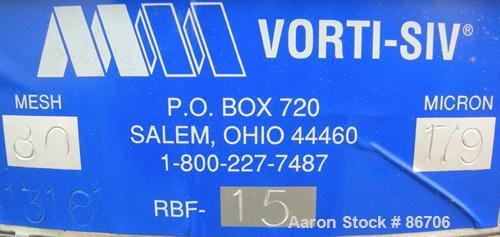 VORTI-SIV®
MESH
80
P.O. BOX 720
MICRON
179
SALEM, OHIO 44460
1-800-227-7487
13181
RBF- 15
Aaron Stock # 86706